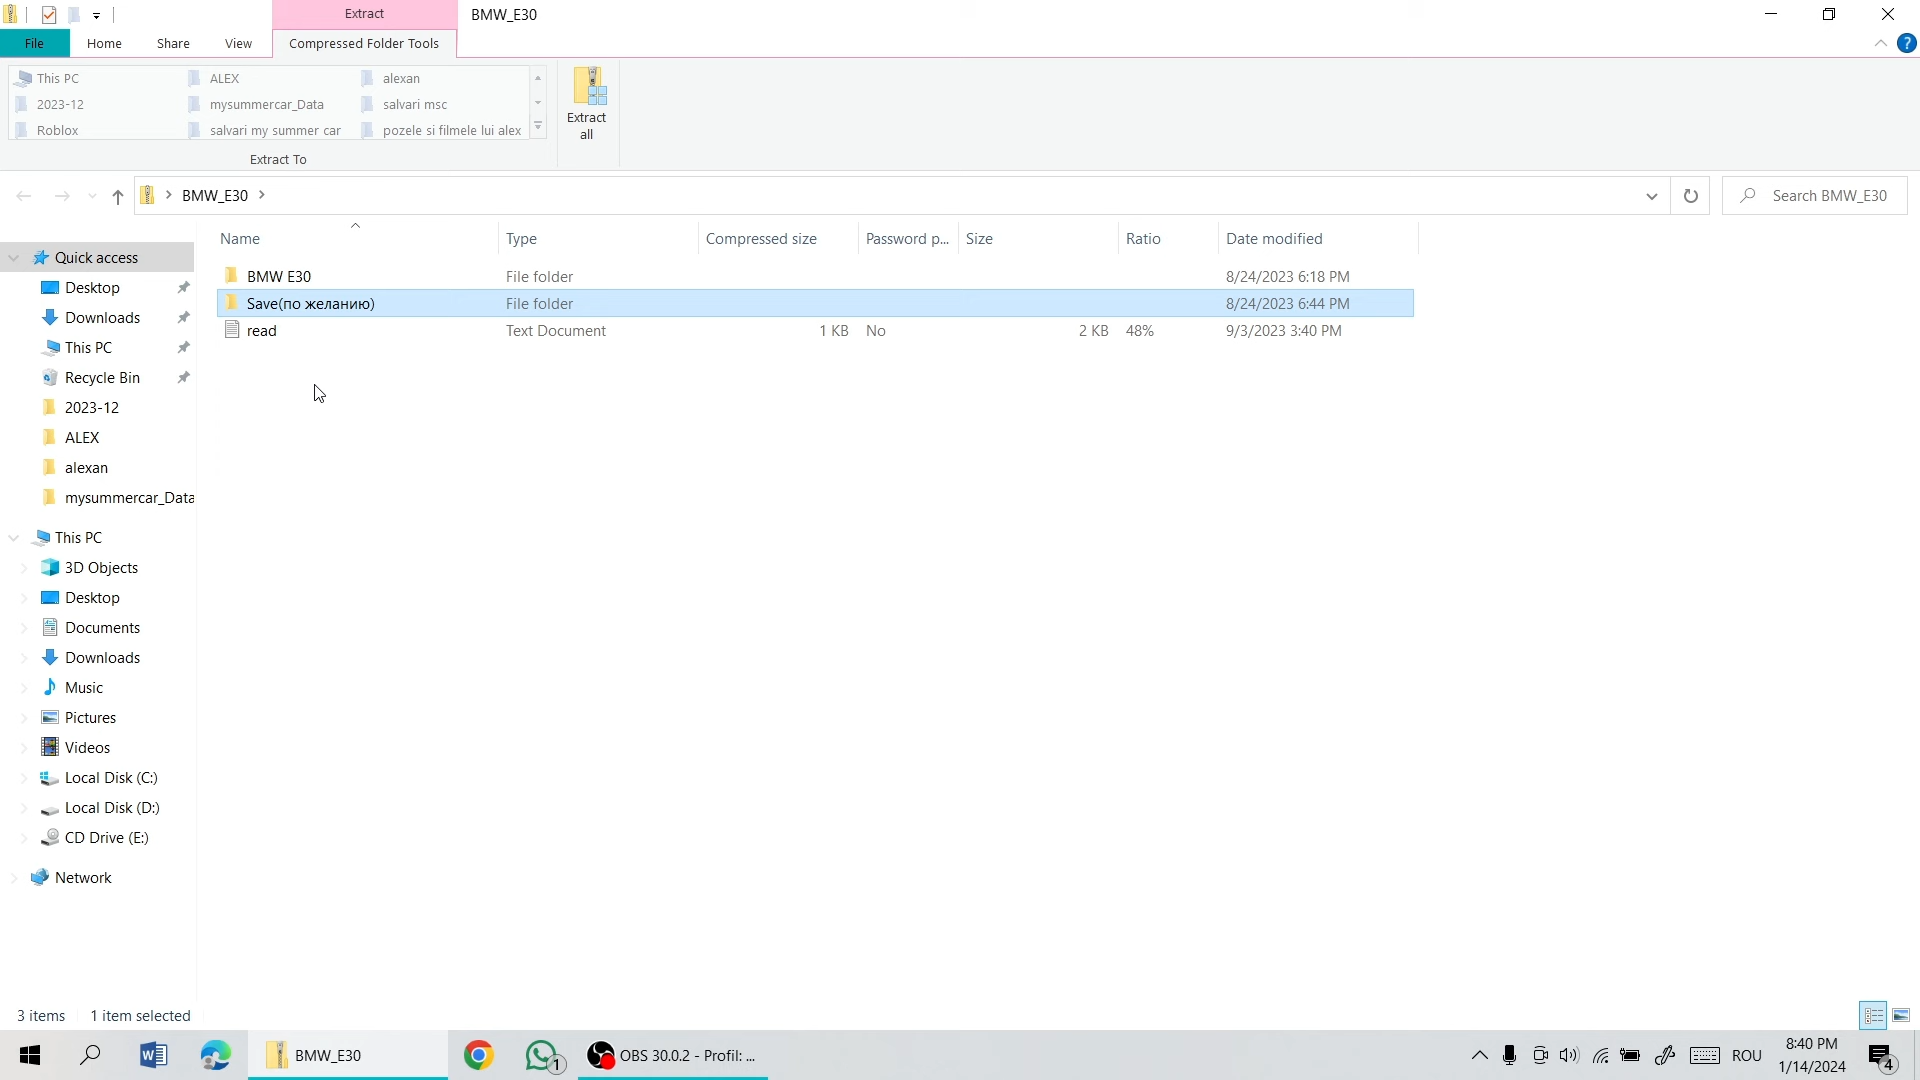 Extract
BMW_E30
File Home Share View Compressed Folder Tools
This PC ALEX alexan
2023-12 mysummercar_Data salvari msc
Roblox salvari my summer car pozele si filmele lui alex
Extract all
Extract To
BMW_E30
Search BMW_E30
Name Type Compressed size Password p... Size Ratio Date modified
BMW E30 File folder 8/24/2023 6:18 PM
Save(по желанию) File folder 8/24/2023 6:44 PM
read Text Document 1 KB No 2 KB 48% 9/3/2023 3:40 PM
Quick access
Desktop
Downloads
This PC
Recycle Bin
2023-12
ALEX
alexan
mysummercar_Data
This PC
3D Objects
Desktop
Documents
Downloads
Music
Pictures
Videos
Local Disk (C:)
Local Disk (D:)
CD Drive (E:)
Network
3 items 1 item selected
BMW_E30
1
OBS 30.0.2 - Profil: ...
ROU
8:40 PM
1/14/2024
4